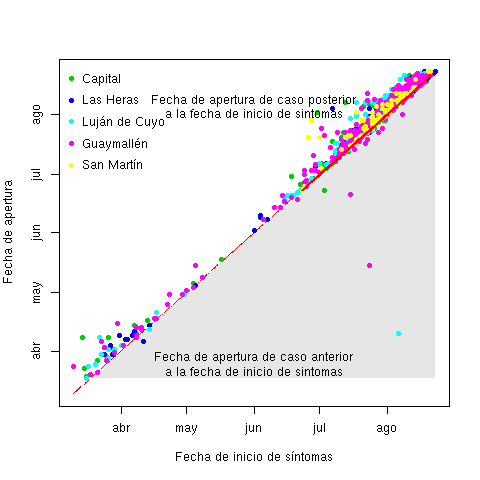 Capital
Las Heras
Fecha de apertura de caso posterior
a la fecha de inicio de sintomas
Luján de Cuyo
Guaymallén
San Martín
Fecha de apertura
ago
jul
jun
may
abr
Fecha de apertura de caso anterior
a la fecha de inicio de sintomas
abr may jun jul ago
Fecha de inicio de síntomas